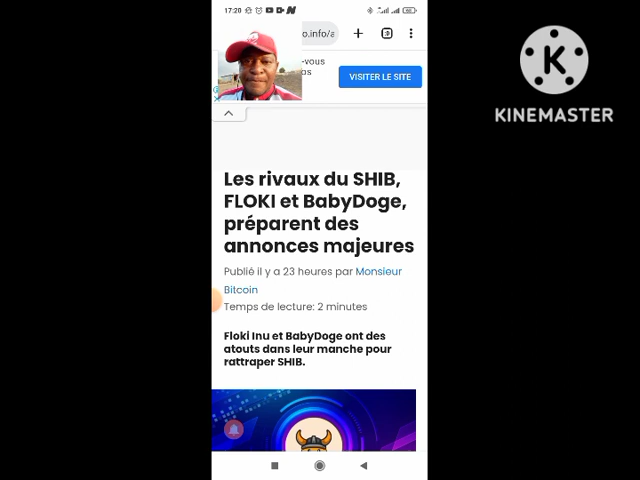 17:20
o.info/a
-vous
as
VISITER LE SITE
KINEMASTER
Les rivaux du SHIB,
FLOKI et BabyDoge,
préparent des
annonces majeures
Publié il y a 23 heures par Monsieur
Bitcoin
Temps de lecture: 2 minutes
Floki Inu et BabyDoge ont des
atouts dans leur manche pour
rattraper SHIB.